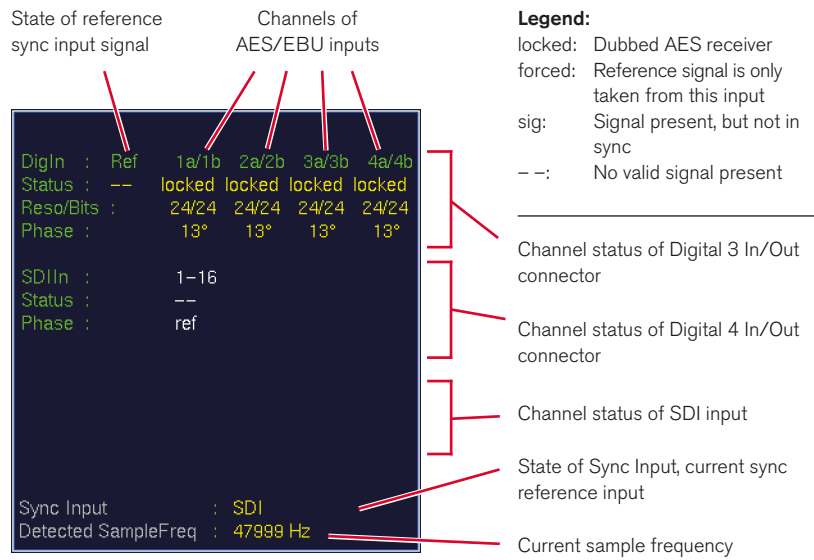 State of reference
sync input signal
Channels of
AES/EBU inputs
DigIn : Ref 1a/1b 2a/2b 3a/3b 4a/4b
Status : -- locked locked locked locked
Reso/Bits : 24/24 24/24 24/24 24/24
Phase : 13° 13° 13° 13°
SDIIn : 1-16
Status : --
Phase : ref
Sync Input : SDI
Detected SampleFreq : 47999 Hz
Legend:
locked: Dubbed AES receiver
forced: Reference signal is only
taken from this input
sig: Signal present, but not in
sync
– –: No valid signal present
Channel status of Digital 3 In/Out
connector
Channel status of Digital 4 In/Out
connector
Channel status of SDI input
State of Sync Input, current sync
reference input
Current sample frequency